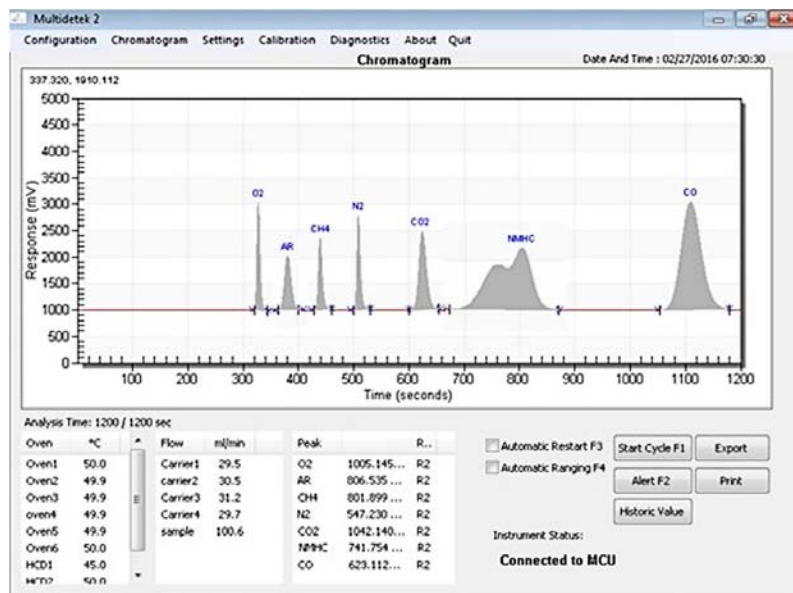 Multidetek 2
Configuration Chromatogram Settings Calibration Diagnostics About Quit
Chromatogram
Date And Time : 02/27/2016 07:30:30
337.320, 1910.112
5000
4500
4000
3500
3000
2500
2000
1500
1000
500
0
Response (mV)
O2
AR
CH4
N2
CO2
NMHC
CO
100 200 300 400 500 600 700 800 900 1000 1100 1200
Time (seconds)
Analysis Time: 1200 / 1200 sec
Oven °C
Oven1 50.0
Oven2 49.9
Oven3 49.9
oven4 49.9
Oven5 49.9
Oven6 50.0
HCD1 45.0
HCD2 50.0
Flow ml/min
Carrier1 29.5
carrier2 30.5
Carrier3 31.2
Carrier4 29.7
sample 100.6
Peak R..
O2 1005.145... R2
AR 806.535 ... R2
CH4 801.899 ... R2
N2 547.230 ... R2
CO2 1042.140... R2
NMHC 741.754 ... R2
CO 623.112... R2
Automatic Restart F3
Automatic Ranging F4
Start Cycle F1
Export
Alert F2
Print
Historic Value
Instrument Status:
Connected to MCU